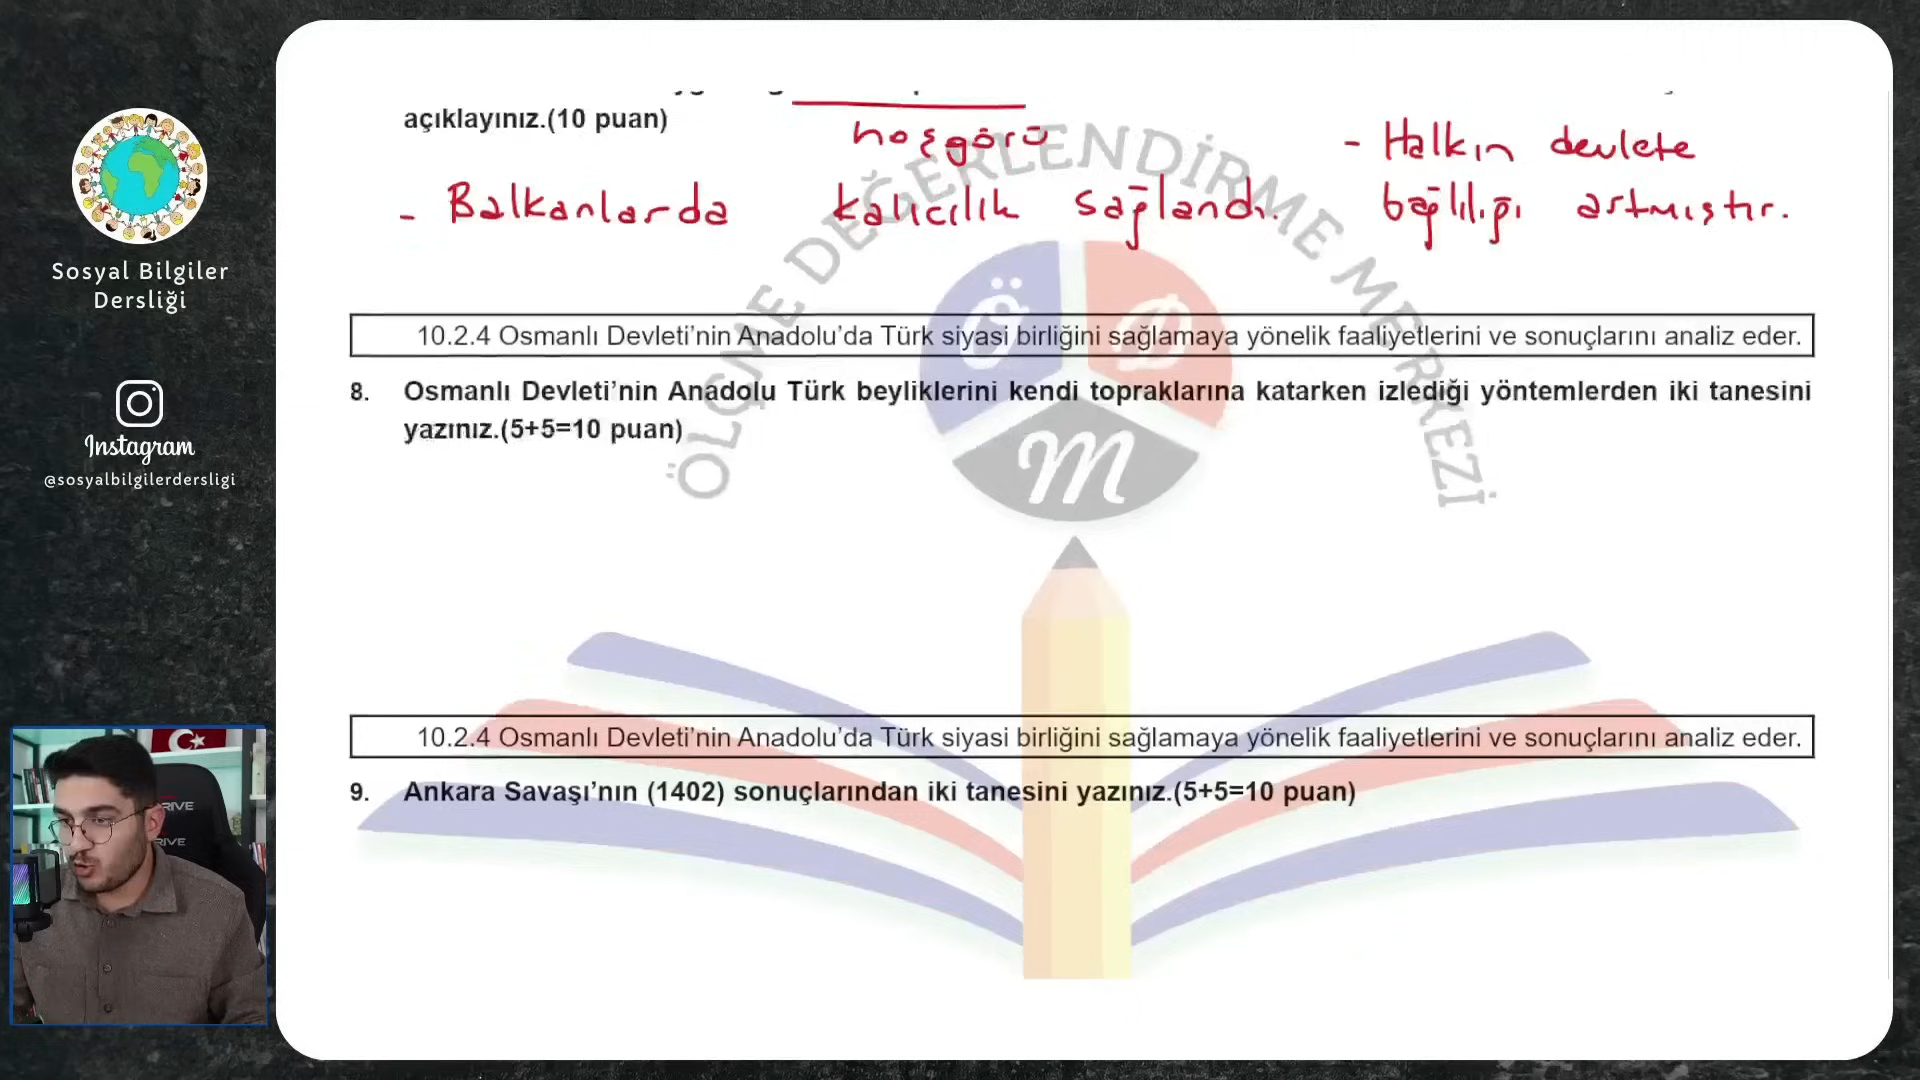 açıklayınız.(10 puan)
hoşgörü
- Halkın devlete
bağlılığı artmıştır.
- Balkanlarda kalıcılık sağlandı.
Sosyal Bilgiler
Dersliği
Instagram
@sosyalbilgilerdersligi
ÖLÇME DEĞERLENDİRME MERKEZİ
Ö D
M
10.2.4 Osmanlı Devleti'nin Anadolu'da Türk siyasi birliğini sağlamaya yönelik faaliyetlerini ve sonuçlarını analiz eder.
8. Osmanlı Devleti'nin Anadolu Türk beyliklerini kendi topraklarına katarken izlediği yöntemlerden iki tanesini
yazınız.(5+5=10 puan)
10.2.4 Osmanlı Devleti'nin Anadolu'da Türk siyasi birliğini sağlamaya yönelik faaliyetlerini ve sonuçlarını analiz eder.
9. Ankara Savaşı'nın (1402) sonuçlarından iki tanesini yazınız.(5+5=10 puan)
RIVE
RIVE